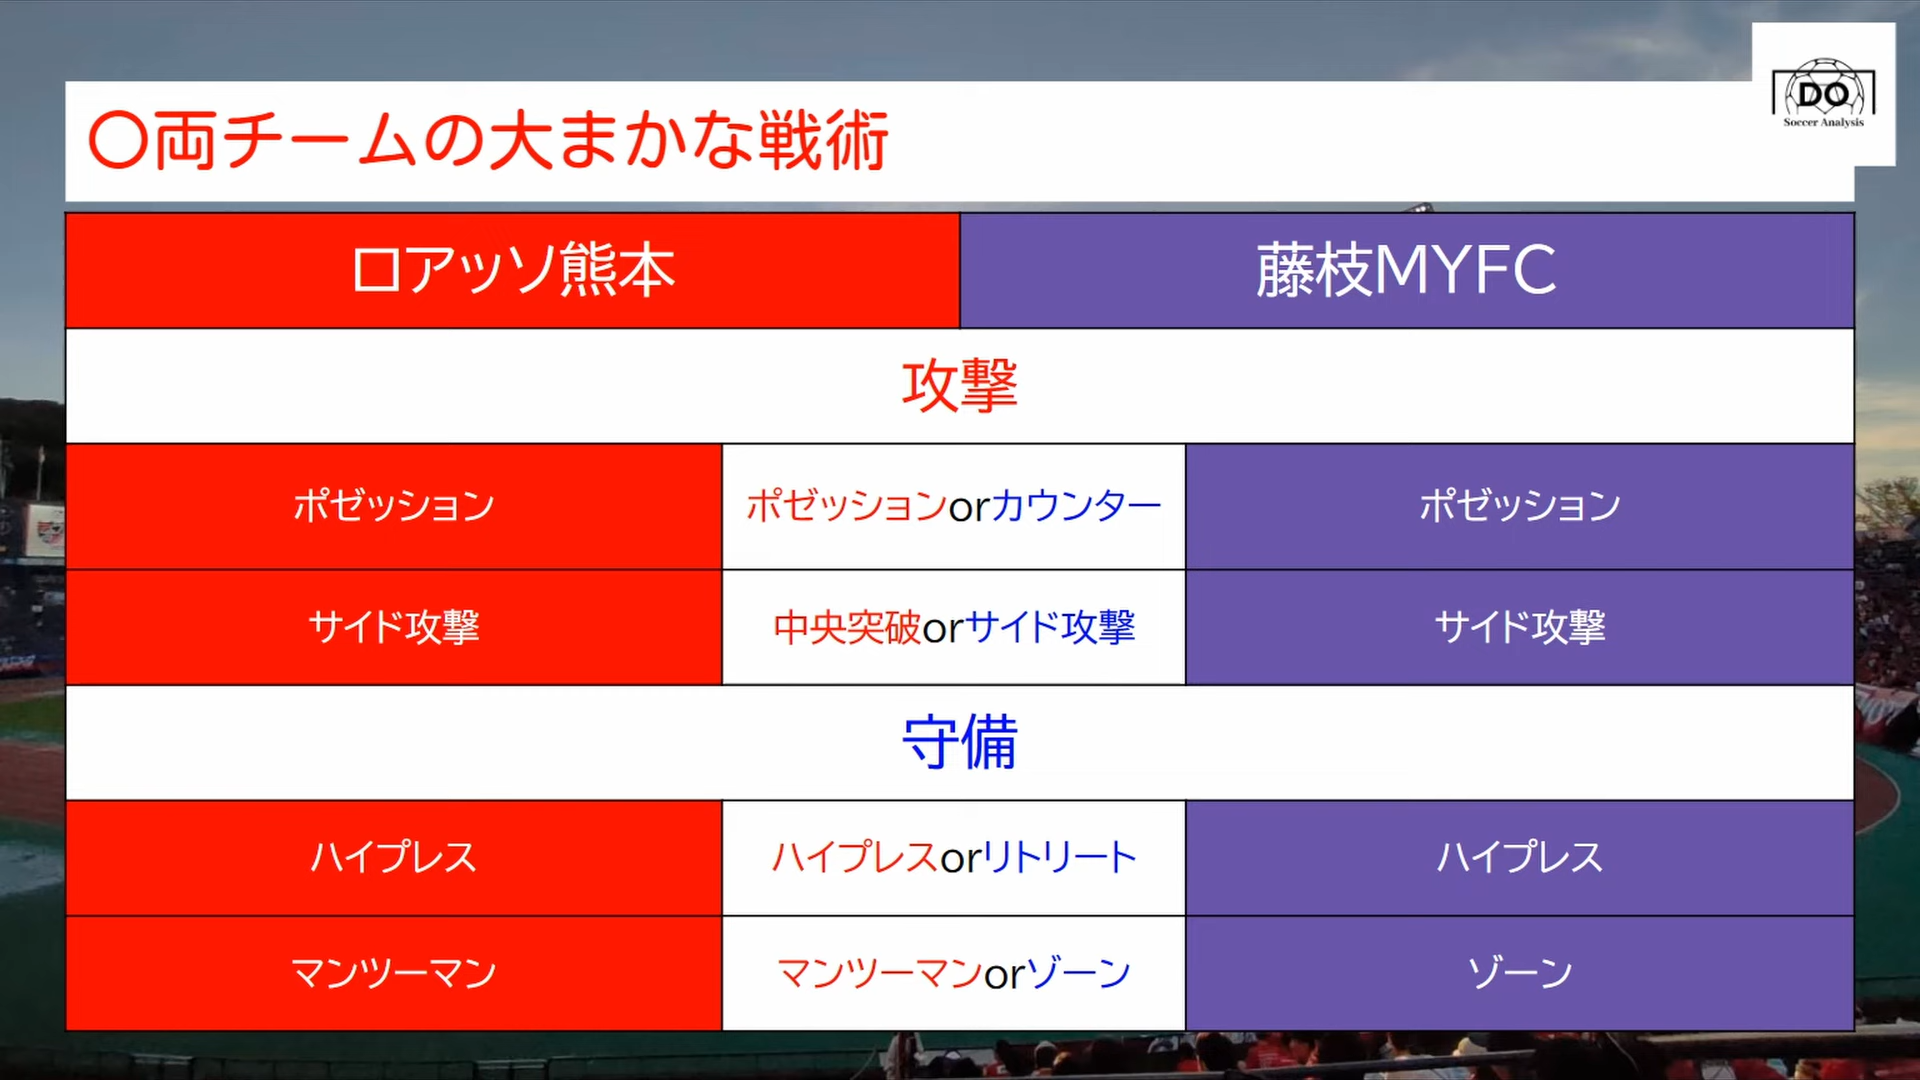 DO
Soccer Analysis
〇両チームの大まかな戦術
ロアッソ熊本 藤枝MYFC
攻撃
ポゼッション ポゼッションorカウンター ポゼッション
サイド攻撃 中央突破orサイド攻撃 サイド攻撃
守備
ハイプレス ハイプレスorリトリート ハイプレス
マンツーマン マンツーマンorゾーン ゾーン